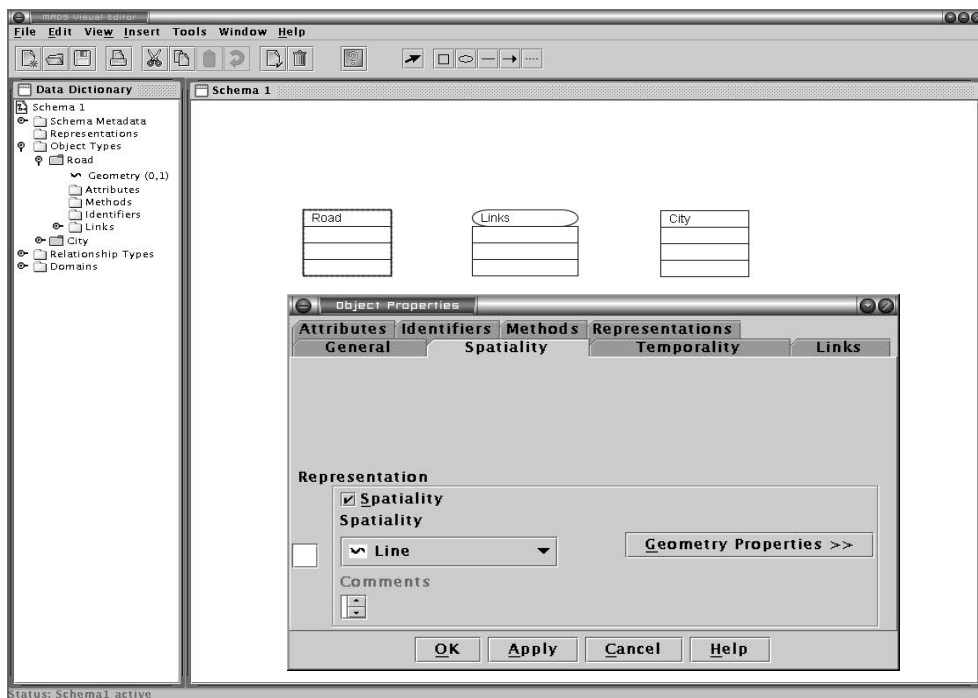 MADS Visual Editor
File Edit View Insert Tools Window Help
Data Dictionary
Schema 1
Schema Metadata
Representations
Object Types
Road
Geometry (0,1)
Attributes
Methods
Identifiers
Links
City
Relationship Types
Domains
Schema 1
Road
Links
City
Object Properties
Attributes Identifiers Methods Representations
General Spatiality Temporality Links
Representation
Spatiality
Spatiality
Line
Geometry Properties >>
Comments
OK Apply Cancel Help
Status: Schema1 active